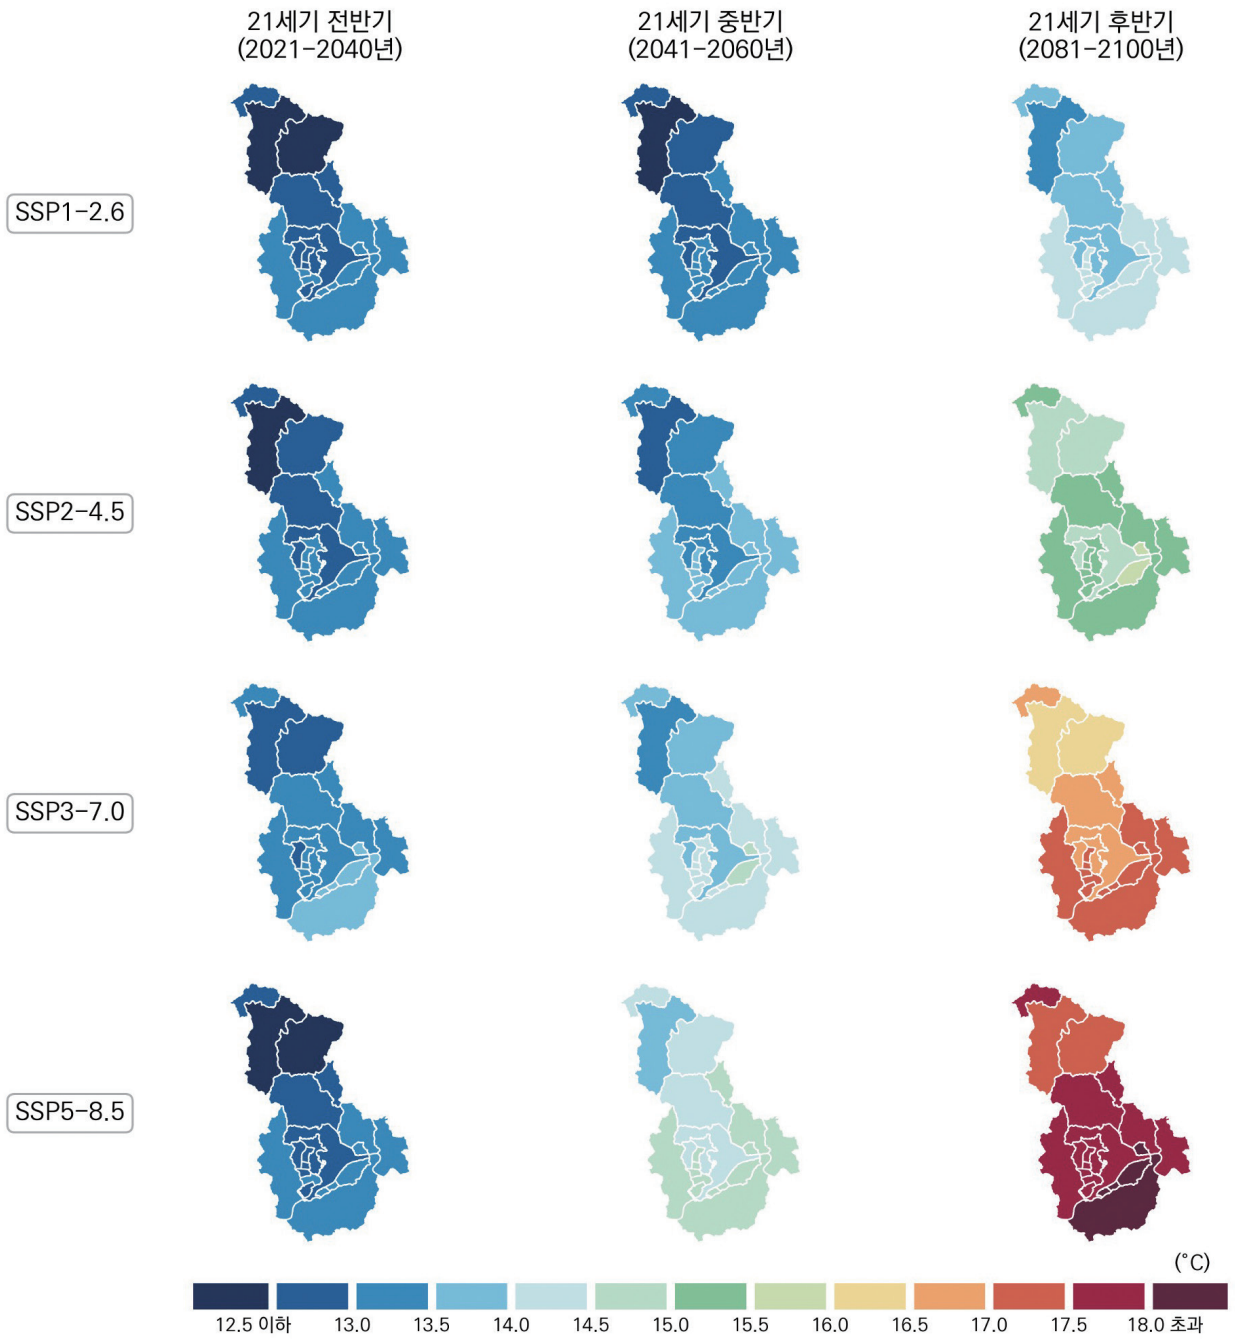 21세기 전반기
(2021-2040년)
21세기 중반기
(2041-2060년)
21세기 후반기
(2081-2100년)
SSP1-2.6
SSP2-4.5
SSP3-7.0
SSP5-8.5
(°C)
12.5 이하 13.0 13.5 14.0 14.5 15.0 15.5 16.0 16.5 17.0 17.5 18.0 초과